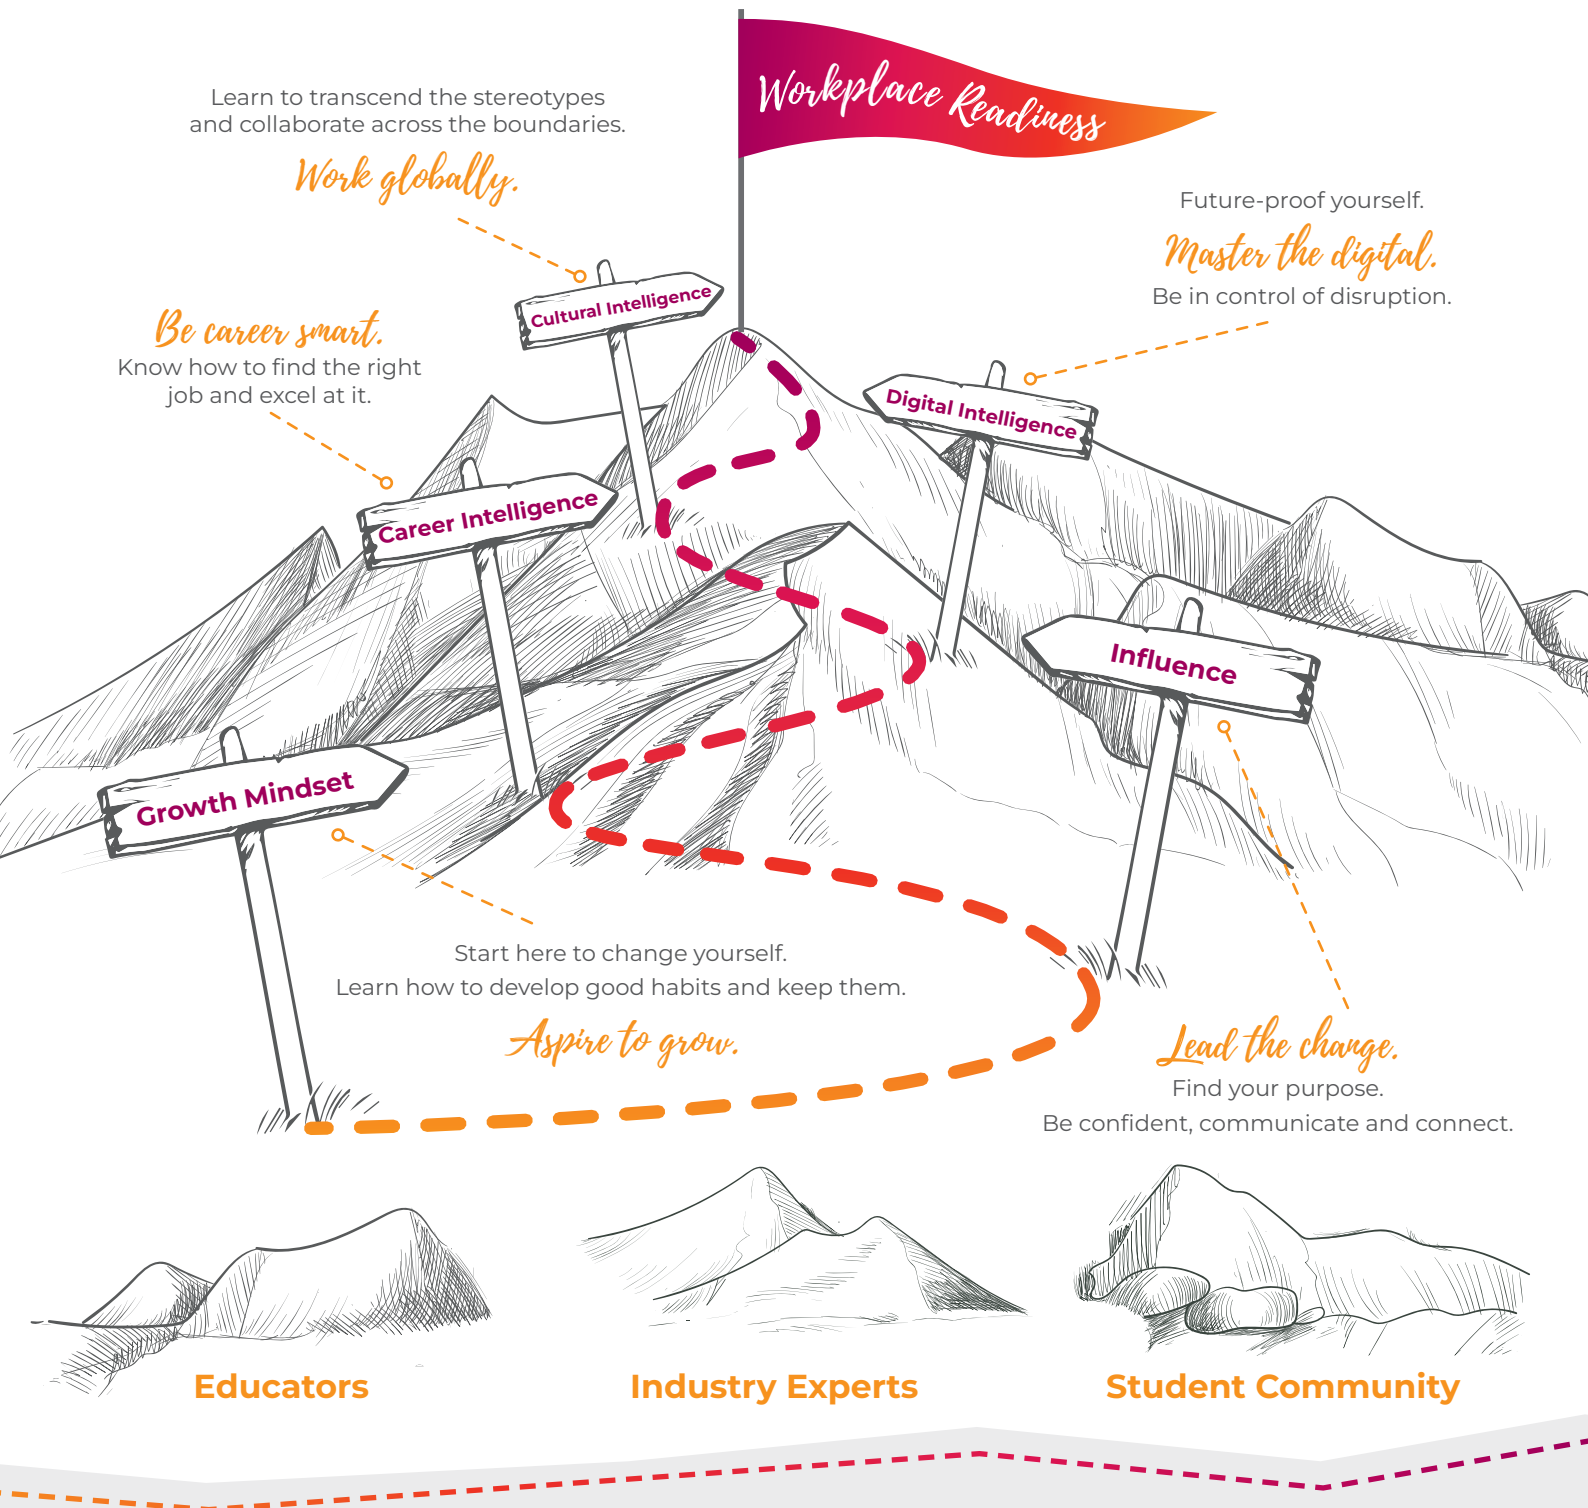 Workplace Readiness
Learn to transcend the stereotypes
and collaborate across the boundaries.
Work globally.
Future-proof yourself.
Master the digital.
Be in control of disruption.
Cultural Intelligence
Be career smart.
Know how to find the right
job and excel at it.
Digital Intelligence
Career Intelligence
Influence
Growth Mindset
Start here to change yourself.
Learn how to develop good habits and keep them.
Aspire to grow.
Lead the change.
Find your purpose.
Be confident, communicate and connect.
Educators
Industry Experts
Student Community